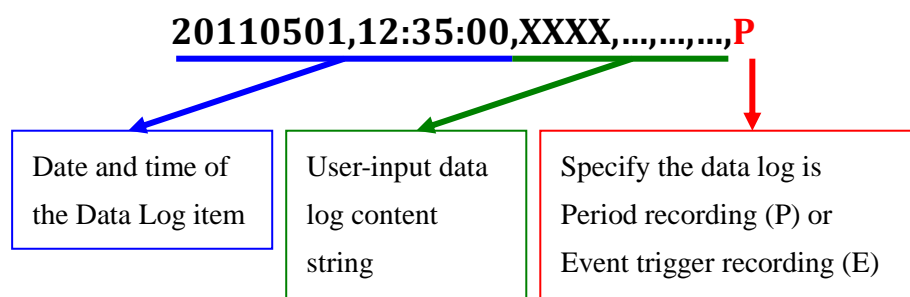 20110501,12:35:00,XXXX,...,...,...,P
Date and time of
the Data Log item
User-input data
log content
string
Specify the data log is
Period recording (P) or
Event trigger recording (E)